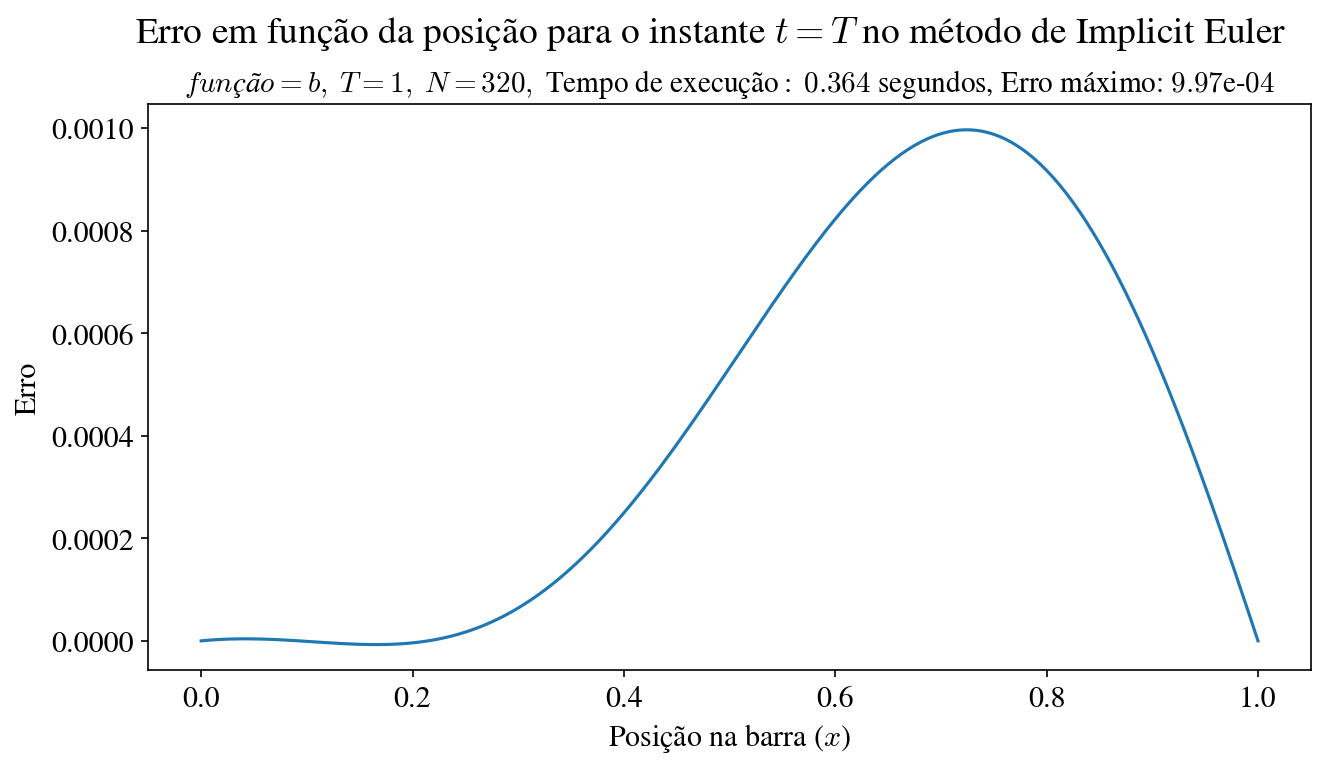 Erro em função da posição para o instante t = T no método de Implicit Euler
função = b, T = 1, N = 320, Tempo de execução : 0.364 segundos, Erro máximo: 9.97e-04
0.0010
0.0008
0.0006
0.0004
0.0002
0.0000
Erro
0.0 0.2 0.4 0.6 0.8 1.0
Posição na barra (x)